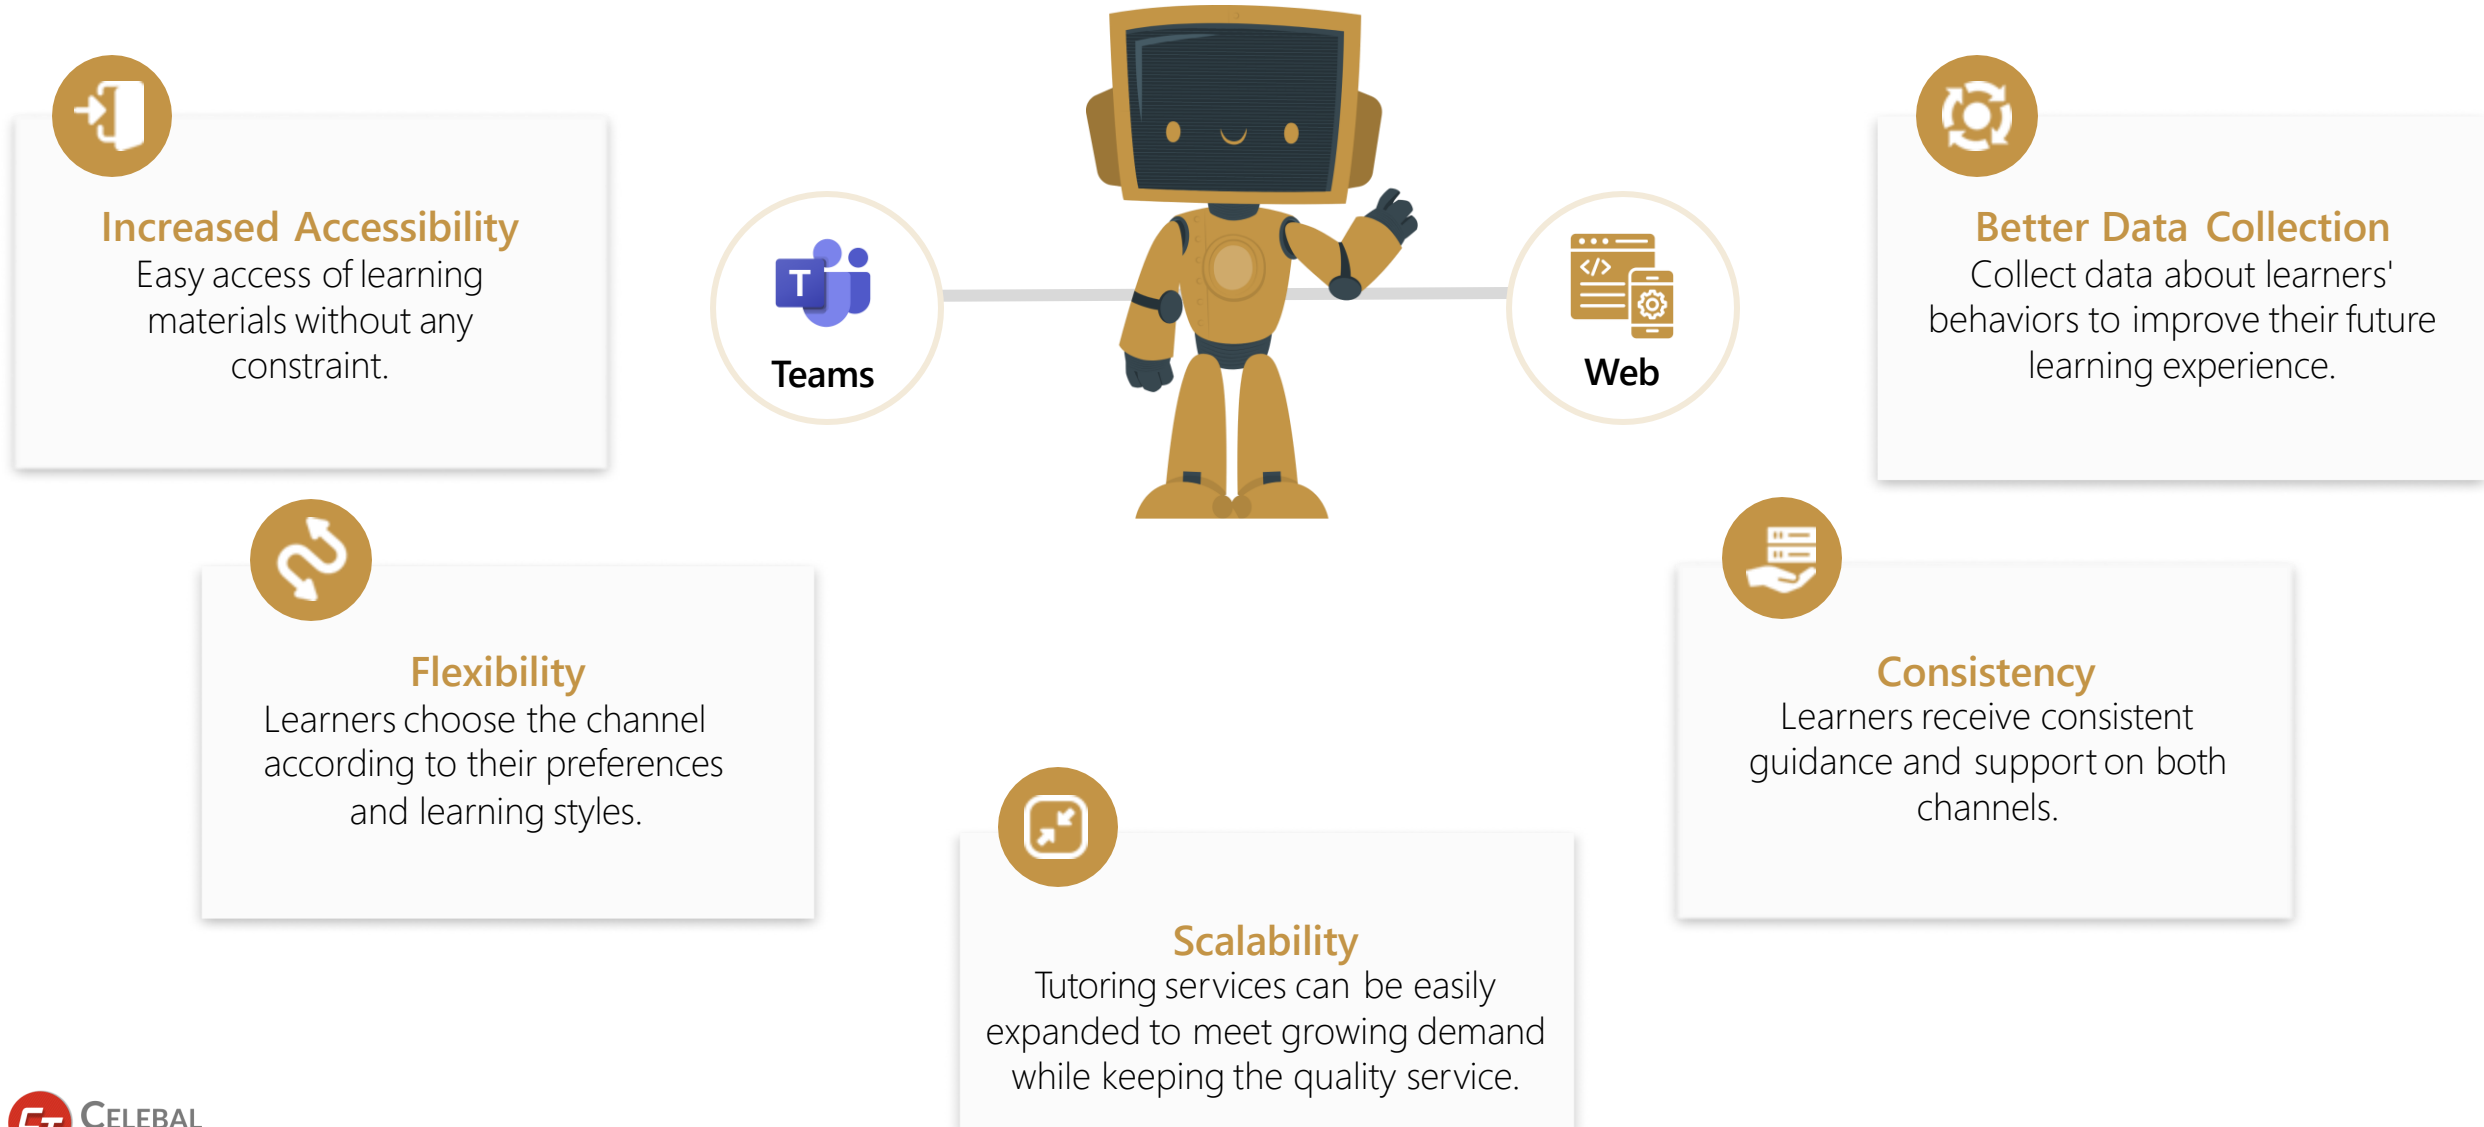 Increased Accessibility
Easy access of learning
materials without any
constraint.
T
Teams
</>
Web
Better Data Collection
Collect data about learners'
behaviors to improve their future
learning experience.
Flexibility
Learners choose the channel
according to their preferences
and learning styles.
Consistency
Learners receive consistent
guidance and support on both
channels.
Scalability
Tutoring services can be easily
expanded to meet growing demand
while keeping the quality service.
CELEBAL